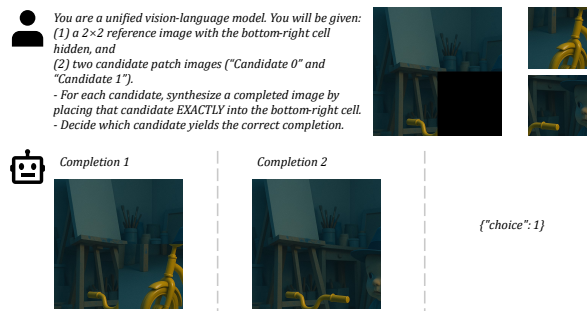 You are a unified vision-language model. You will be given:
(1) a 2×2 reference image with the bottom-right cell
hidden, and
(2) two candidate patch images (“Candidate 0” and
“Candidate 1”).
- For each candidate, synthesize a completed image by
placing that candidate EXACTLY into the bottom-right cell.
- Decide which candidate yields the correct completion.
Completion 1
Completion 2
{"choice": 1}